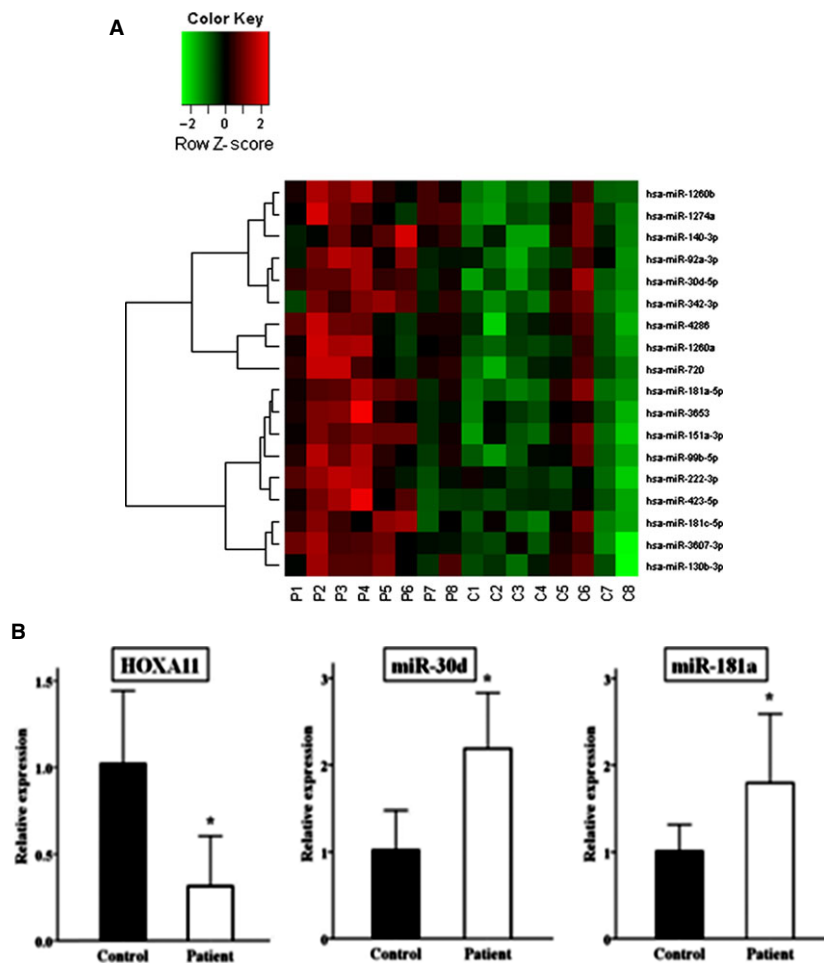 A
Color Key
−2 0 2
Row Z-score
hsa-miR-1260b
hsa-miR-1274a
hsa-miR-140-3p
hsa-miR-92a-3p
hsa-miR-30d-5p
hsa-miR-342-3p
hsa-miR-4286
hsa-miR-1260a
hsa-miR-720
hsa-miR-181a-5p
hsa-miR-3653
hsa-miR-151a-3p
hsa-miR-99b-5p
hsa-miR-222-3p
hsa-miR-423-5p
hsa-miR-181c-5p
hsa-miR-3607-3p
hsa-miR-130b-3p
P1 P2 P3 P4 P5 P6 P7 P8 C1 C2 C3 C4 C5 C6 C7 C8
B
HOXA11
Relative expression
1.5
1.0
0.5
0.0
*
Control Patient
miR-30d
Relative expression
3
2
1
0
*
Control Patient
miR-181a
Relative expression
3
2
1
0
*
Control Patient